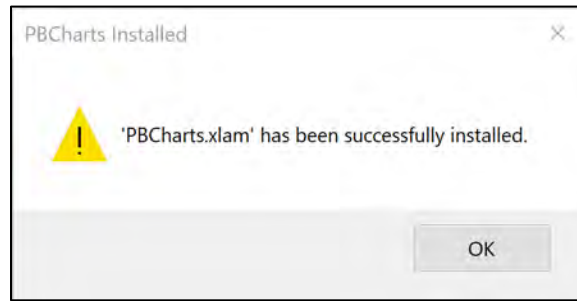 PBCharts Installed
'PBCharts.xlam' has been successfully installed.
OK